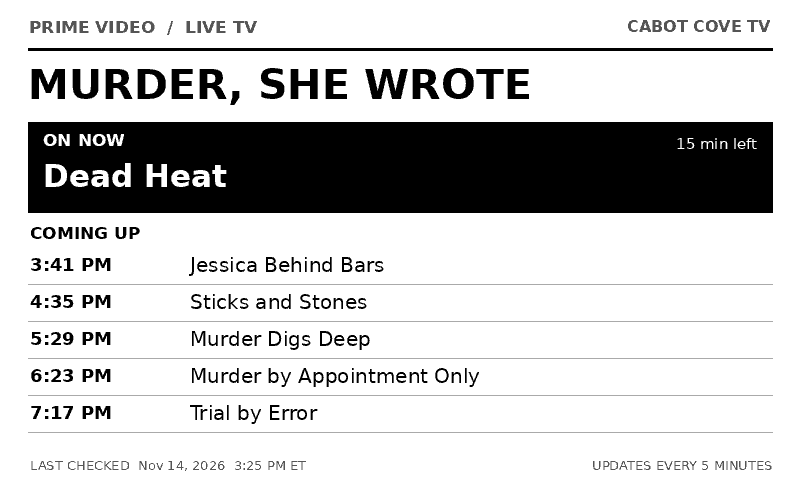 PRIME VIDEO / LIVE TV
CABOT COVE TV
MURDER, SHE WROTE
ON NOW
15 min left
Dead Heat
COMING UP
3:41 PM Jessica Behind Bars
4:35 PM Sticks and Stones
5:29 PM Murder Digs Deep
6:23 PM Murder by Appointment Only
7:17 PM Trial by Error
LAST CHECKED Nov 14, 2026 3:25 PM ET
UPDATES EVERY 5 MINUTES